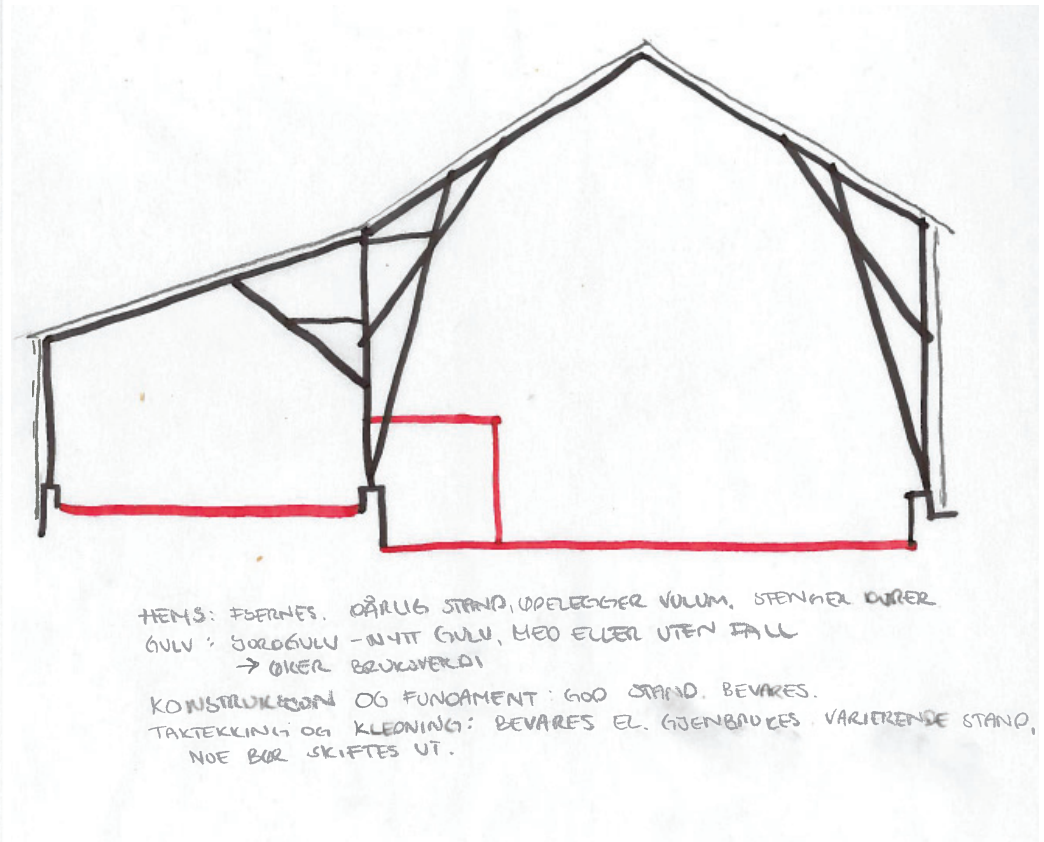 HEMS: FJERNES. DÅRLIG STAND, ØDELEGGER VOLUM, STENGER DØRER
GULV: JORDGULV - NYTT GULV, MED ELLER UTEN FALL
→ ØKER BRUKSVERDI
KONSTRUKSJON OG FUNDAMENT: GOD STAND. BEVARES.
TAKTEKKING OG KLEDNING: BEVARES EL. GJENBRUKES. VARIERENDE STAND,
NOE BØR SKIFTES UT.